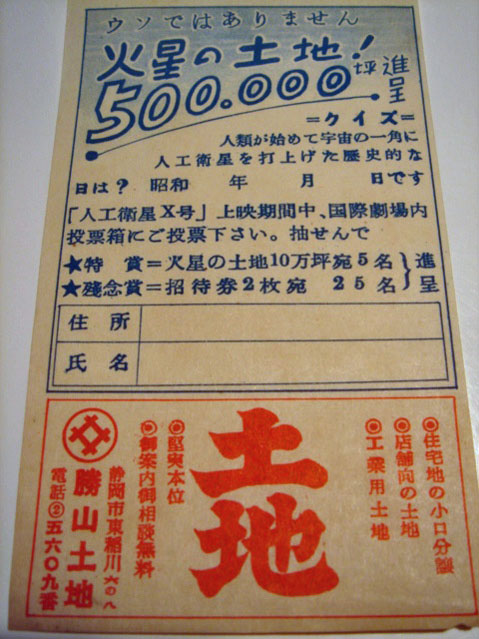 ウソではありません
火星の土地!
500.000坪進呈
=クイズ=
人類が始めて宇宙の一角に
人工衛星を打上げた歴史的な
日は? 昭和 年 月 日です
「人工衛星X号」上映期間中、国際劇場内
投票箱にご投票下さい。抽せんで
★特賞=火星の土地10万坪宛5名
★残念賞=招待券2枚宛 25名
}進呈
住所
氏名
◉住宅地の小口分譲
◉店舗向の土地
◉工業用土地
土地
◉堅実本位
◉御案内御相談無料
静岡市東稲川六の八
勝山土地
電話②五六〇九番